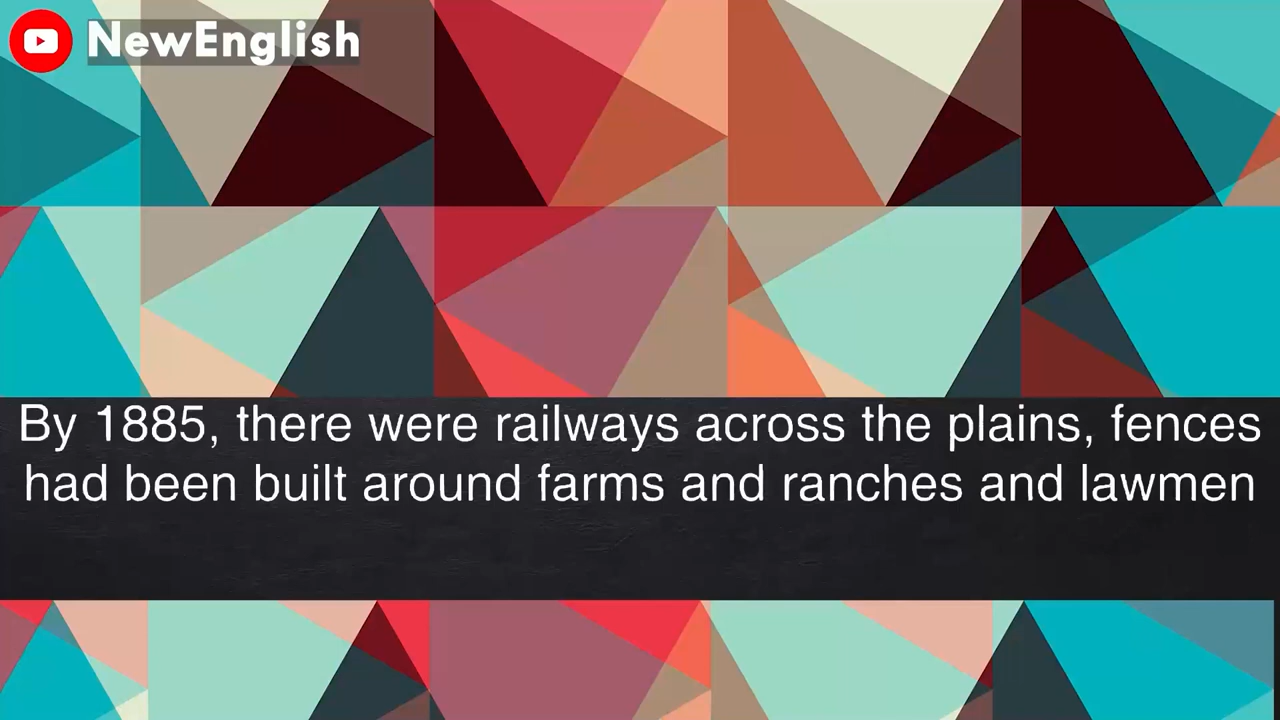 NewEnglish
By 1885, there were railways across the plains, fences
had been built around farms and ranches and lawmen